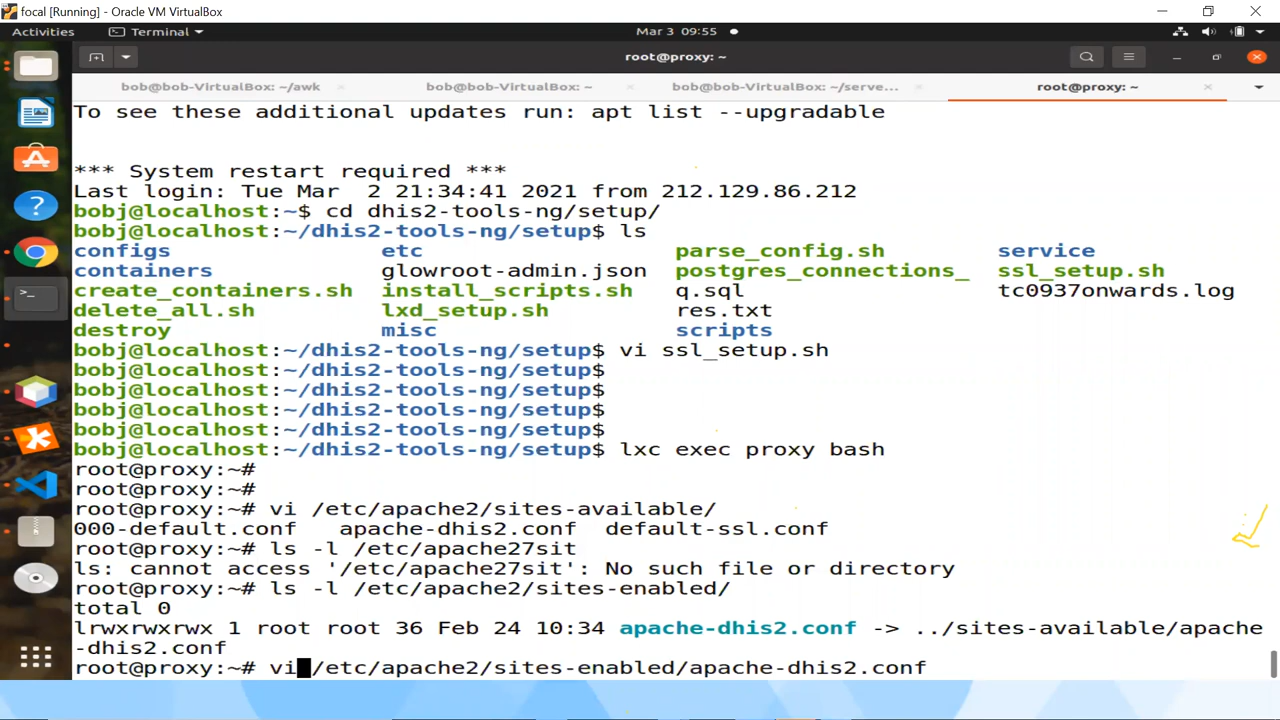 focal [Running] - Oracle VM VirtualBox
Activities Terminal Mar 3 09:55
root@proxy: ~
bob@bob-VirtualBox: ~/awk bob@bob-VirtualBox: ~ bob@bob-VirtualBox: ~/serve... root@proxy: ~
To see these additional updates run: apt list --upgradable
*** System restart required ***
Last login: Tue Mar  2 21:34:41 2021 from 212.129.86.212
bobj@localhost:~$ cd dhis2-tools-ng/setup/
bobj@localhost:~/dhis2-tools-ng/setup$ ls
configs etc parse_config.sh service
containers glowroot-admin.json postgres_connections_ ssl_setup.sh
create_containers.sh install_scripts.sh q.sql tc0937onwards.log
delete_all.sh lxd_setup.sh res.txt
destroy misc scripts
bobj@localhost:~/dhis2-tools-ng/setup$ vi ssl_setup.sh
bobj@localhost:~/dhis2-tools-ng/setup$
bobj@localhost:~/dhis2-tools-ng/setup$
bobj@localhost:~/dhis2-tools-ng/setup$
bobj@localhost:~/dhis2-tools-ng/setup$
bobj@localhost:~/dhis2-tools-ng/setup$ lxc exec proxy bash
root@proxy:~#
root@proxy:~#
root@proxy:~# vi /etc/apache2/sites-available/
000-default.conf apache-dhis2.conf default-ssl.conf
root@proxy:~# ls -l /etc/apache27sit
ls: cannot access '/etc/apache27sit': No such file or directory
root@proxy:~# ls -l /etc/apache2/sites-enabled/
total 0
lrwxrwxrwx 1 root root 36 Feb 24 10:34 apache-dhis2.conf -> ../sites-available/apache
-dhis2.conf
root@proxy:~# vi /etc/apache2/sites-enabled/apache-dhis2.conf